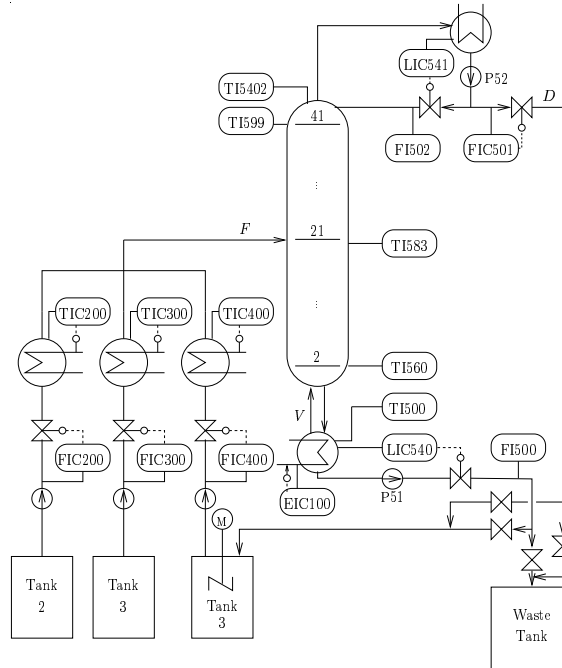 LIC541
P52
TI5402
D
TI599
41
FI502
FIC501
F
21
TI583
TIC200
TIC300
TIC400
2
TI560
V
TI500
LIC540
FI500
FIC200
FIC300
FIC400
EIC100
P51
M
Tank
2
Tank
3
Tank
3
Waste
Tank